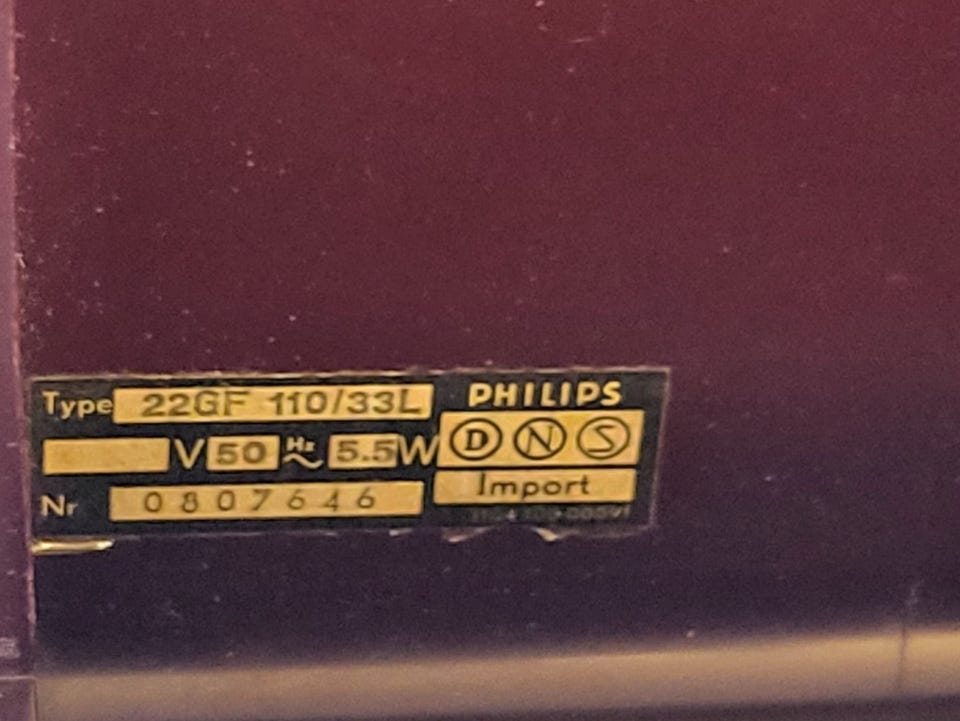 Type 22GF 110/33L PHILIPS
V 50 Hz ~ 5.5 W D N S
Nr 0807646 Import